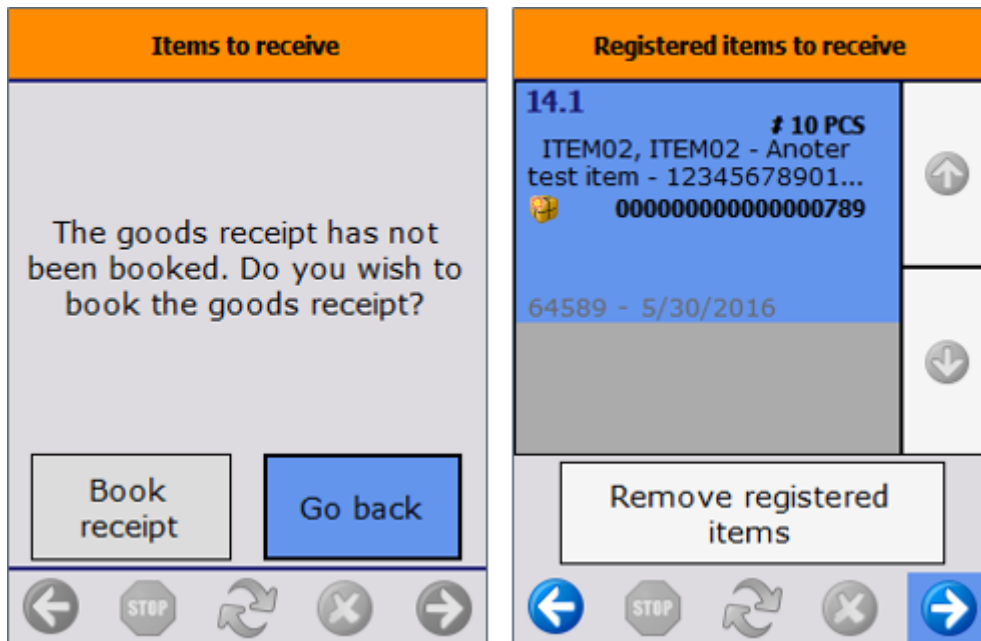 Items to receive
The goods receipt has not
been booked. Do you wish to
book the goods receipt?
Book
receipt
Go back
STOP
Registered items to receive
14.1
# 10 PCS
ITEM02, ITEM02 - Anoter
test item - 12345678901...
000000000000000789
64589 - 5/30/2016
Remove registered
items
STOP